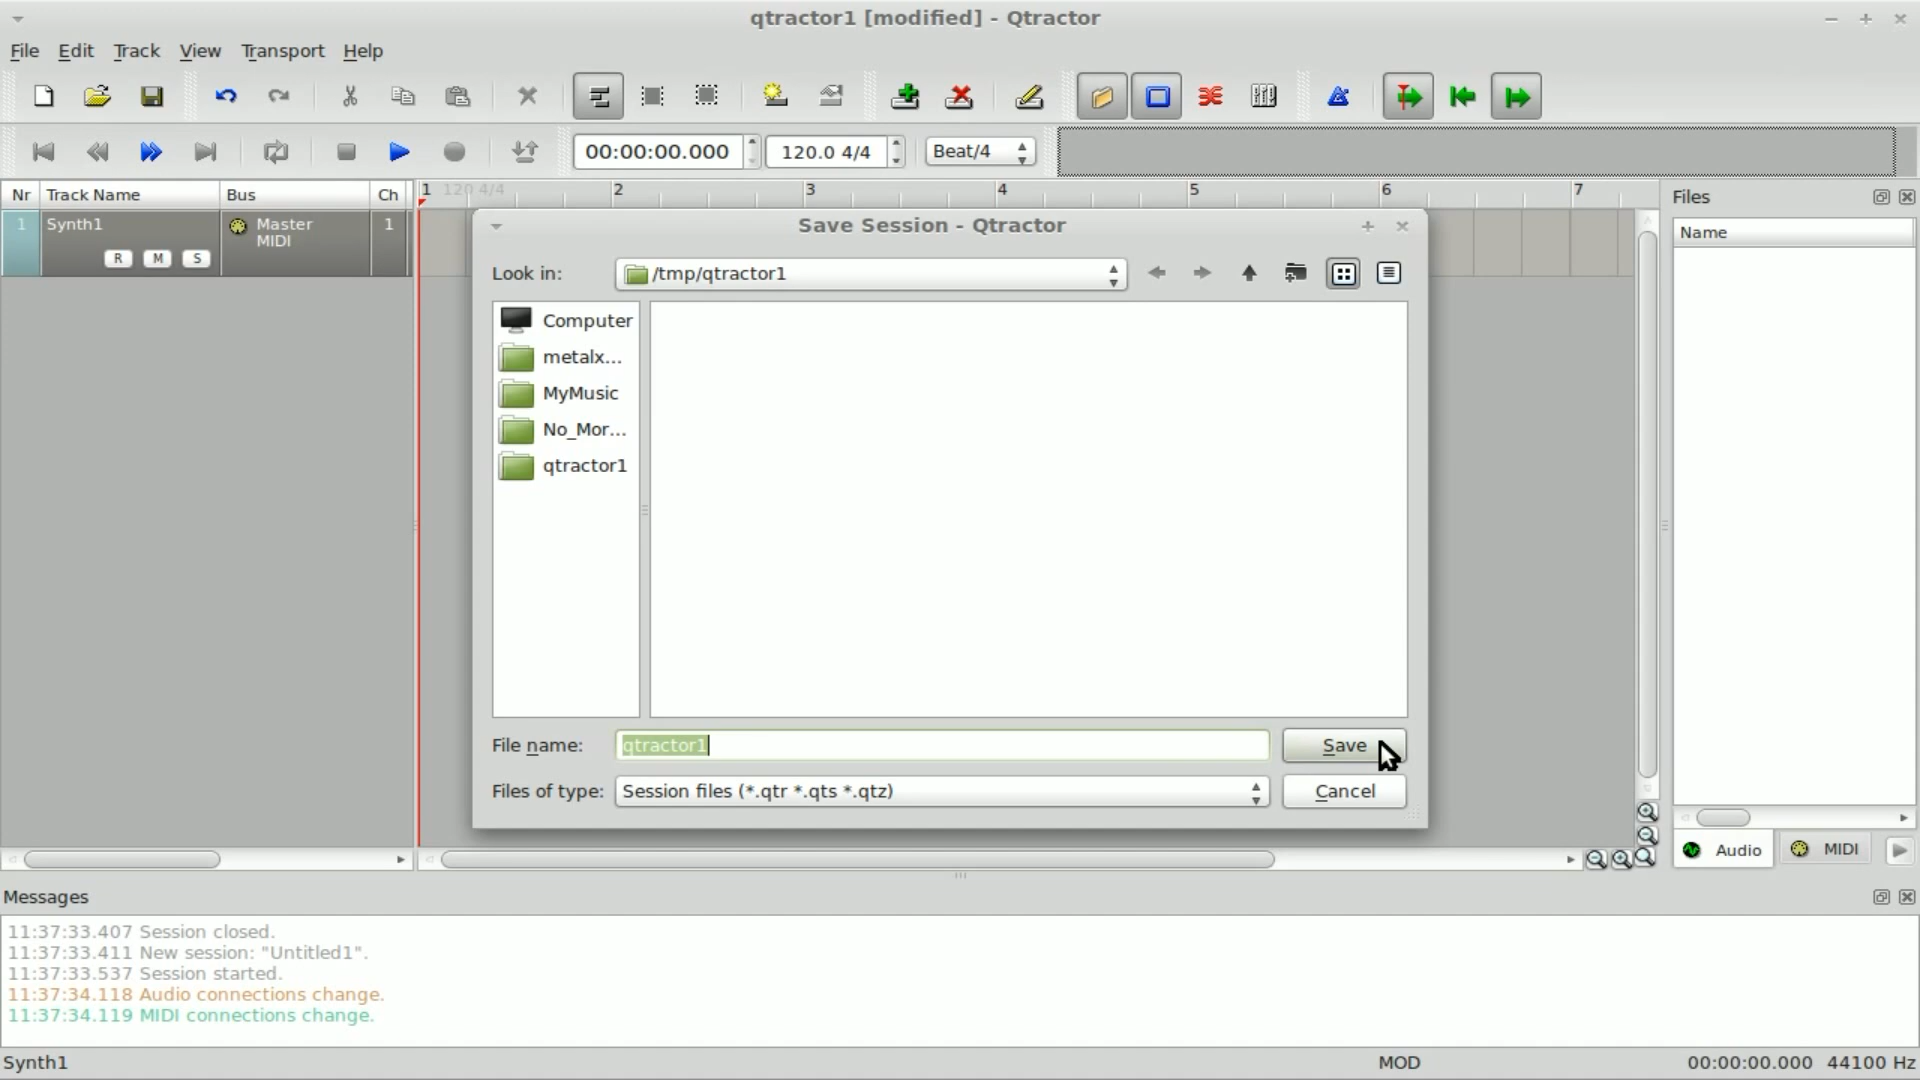 qtractor1 [modified] - Qtractor
File Edit Track View Transport Help
00:00:00.000 120.0 4/4 Beat/4
Nr Track Name Bus Ch
1 120 4/4 2 3 4 5 6 7
Files
Name
1 Synth1 Master 1
MIDI
R M S
Save Session - Qtractor
Look in: /tmp/qtractor1
Computer
metalx...
MyMusic
No_Mor...
qtractor1
File name: qtractor1 Save
Files of type: Session files (*.qtr *.qts *.qtz) Cancel
Audio MIDI
Messages
11:37:33.407 Session closed.
11:37:33.411 New session: "Untitled1".
11:37:33.537 Session started.
11:37:34.118 Audio connections change.
11:37:34.119 MIDI connections change.
Synth1 MOD 00:00:00.000 44100 Hz